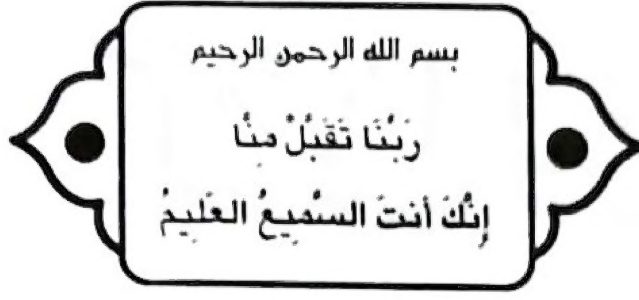 بسم الله الرحمن الرحيم
رَبَّنَا تَقَبَّلْ مِنَّا
إِنَّكَ أَنتَ السَّمِيعُ العَلِيمُ